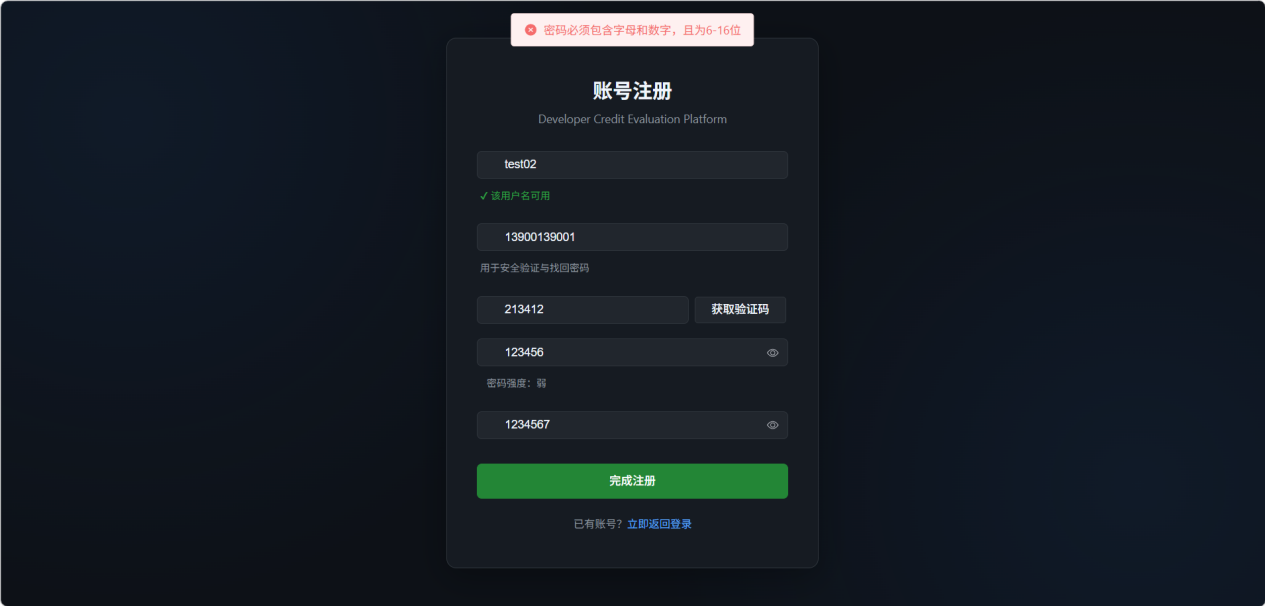 密码必须包含字母和数字，且为6-16位
账号注册
Developer Credit Evaluation Platform
test02
✓ 该用户名可用
13900139001
用于安全验证与找回密码
213412 获取验证码
123456
密码强度：弱
1234567
完成注册
已有账号？立即返回登录